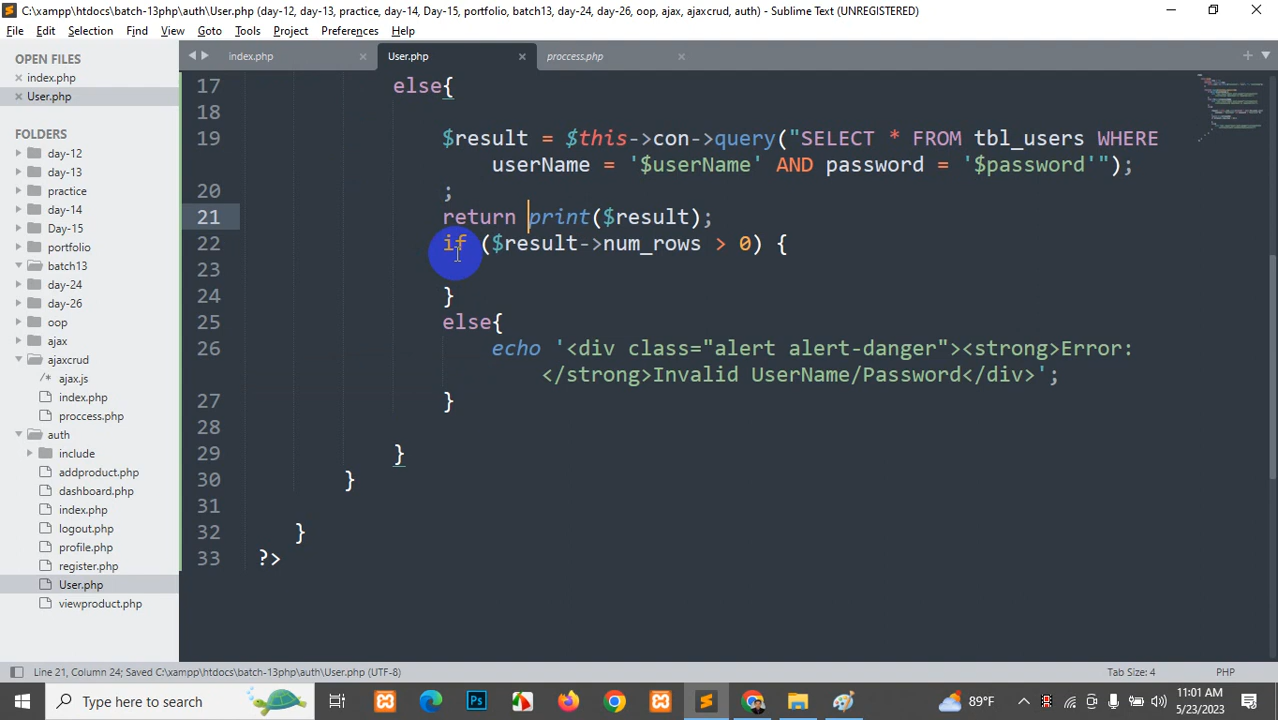 C:\xampp\htdocs\batch-13php\auth\User.php (day-12, day-13, practice, day-14, Day-15, portfolio, batch13, day-24, day-26, oop, ajax, ajaxcrud, auth) - Sublime Text (UNREGISTERED)
File Edit Selection Find View Goto Tools Project Preferences Help
OPEN FILES
index.php
User.php
FOLDERS
day-12
day-13
practice
day-14
Day-15
portfolio
batch13
day-24
day-26
oop
ajax
ajaxcrud
ajax.js
index.php
proccess.php
auth
include
addproduct.php
dashboard.php
index.php
logout.php
profile.php
register.php
User.php
viewproduct.php
index.php User.php proccess.php
17 else{
18
19 $result = $this->con->query("SELECT * FROM tbl_users WHERE
userName = '$userName' AND password = '$password'");
20 ;
21 return print($result);
22 if ($result->num_rows > 0) {
23
24 }
25 else{
26 echo '<div class="alert alert-danger"><strong>Error:
</strong>Invalid UserName/Password</div>';
27 }
28
29 }
30 }
31
32 }
33 ?>
Line 21, Column 24; Saved C:\xampp\htdocs\batch-13php\auth\User.php (UTF-8) Tab Size: 4 PHP
Type here to search
Ps
89°F
11:01 AM
5/23/2023